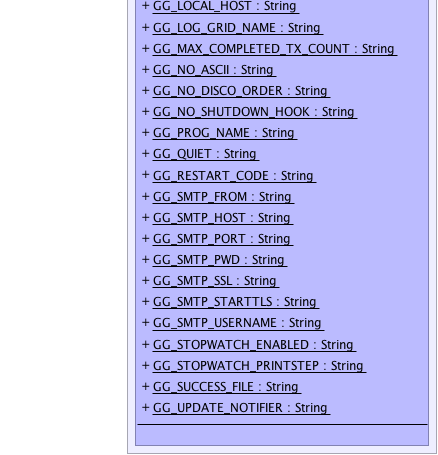 + GG_LOCAL_HOST : String
+ GG_LOG_GRID_NAME : String
+ GG_MAX_COMPLETED_TX_COUNT : String
+ GG_NO_ASCII : String
+ GG_NO_DISCO_ORDER : String
+ GG_NO_SHUTDOWN_HOOK : String
+ GG_PROG_NAME : String
+ GG_QUIET : String
+ GG_RESTART_CODE : String
+ GG_SMTP_FROM : String
+ GG_SMTP_HOST : String
+ GG_SMTP_PORT : String
+ GG_SMTP_PWD : String
+ GG_SMTP_SSL : String
+ GG_SMTP_STARTTLS : String
+ GG_SMTP_USERNAME : String
+ GG_STOPWATCH_ENABLED : String
+ GG_STOPWATCH_PRINTSTEP : String
+ GG_SUCCESS_FILE : String
+ GG_UPDATE_NOTIFIER : String